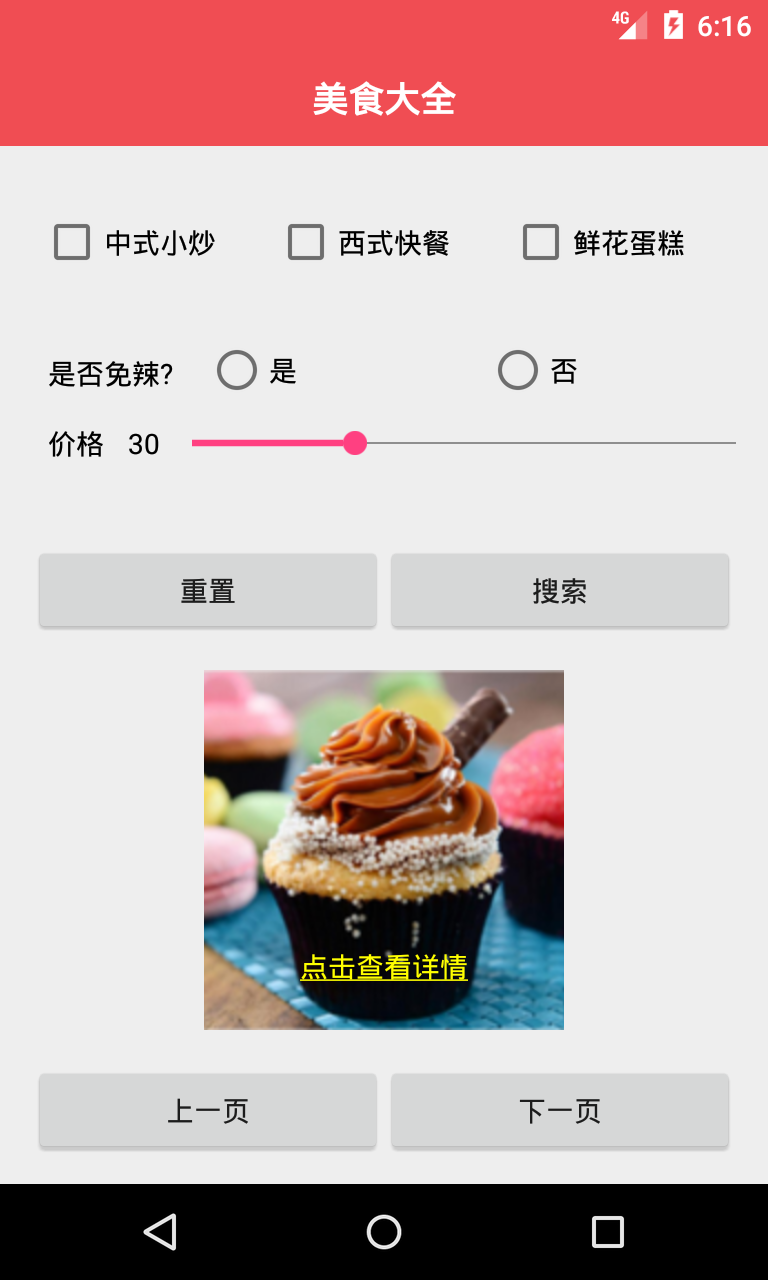 4G 6:16
美食大全
中式小炒 西式快餐 鲜花蛋糕
是否免辣? 是 否
价格 30
重置 搜索
点击查看详情
上一页 下一页